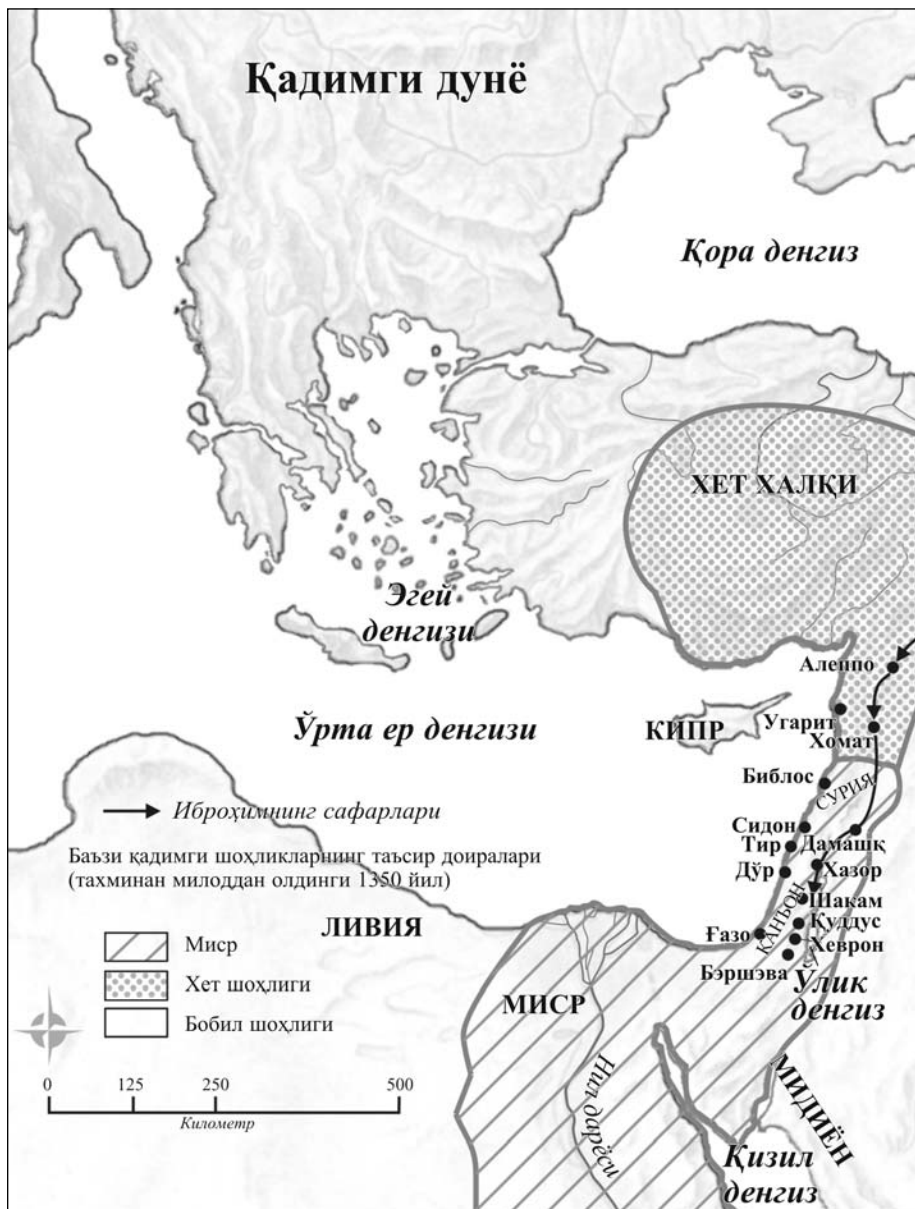 Қадимги дунё
Қора денгиз
ХЕТ ХАЛҚИ
Эгей
денгизи
Алеппо
Ўрта ер денгизи
КИПР
Угарит
Хомат
Библос
СУРИЯ
Иброҳимнинг сафарлари
Сидон
Дамашқ
Тир
Баъзи қадимги шоҳликларнинг таъсир доиралари
(тахминан милоддан олдинги 1350 йил)
Дўр
Хазор
Шакам
ЛИВИЯ
ҚАНЪОН
Қуддус
Ғазо
Хеврон
Миср
Бэршэва
Ўлик
денгиз
Хет шоҳлиги
МИСР
Бобил шоҳлиги
Нил дарёси
МИДИЁН
0 125 250 500
Километр
Қизил
денгиз